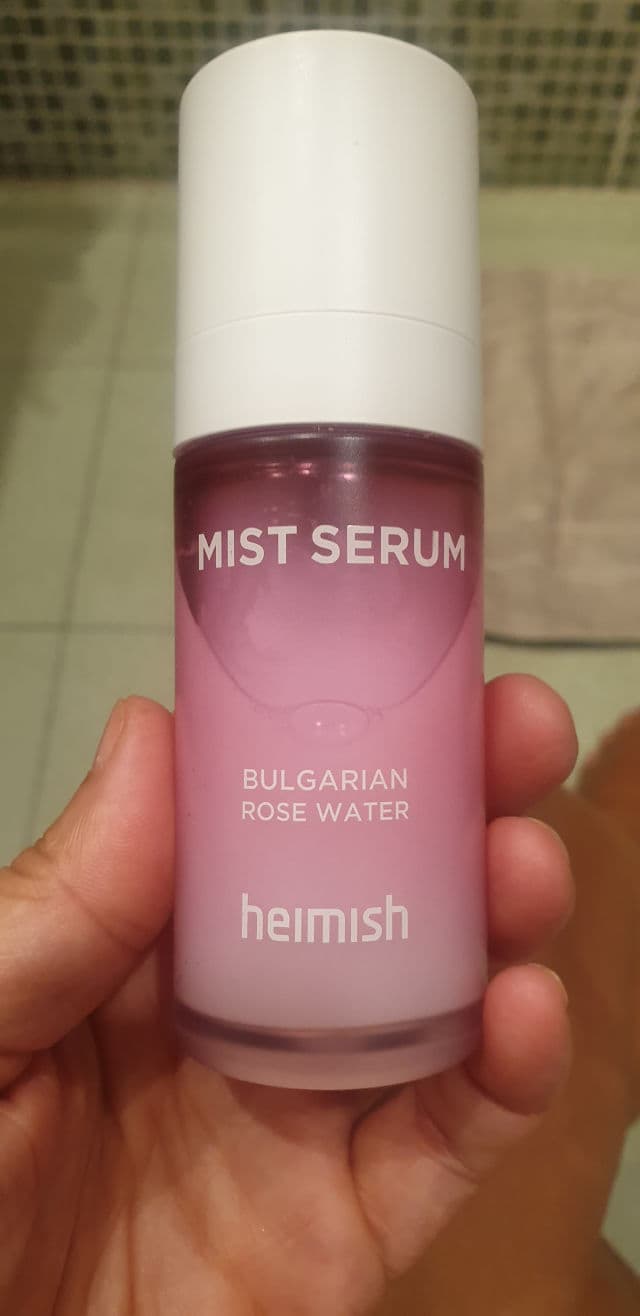 MIST SERUM
BULGARIAN
ROSE WATER
heimish